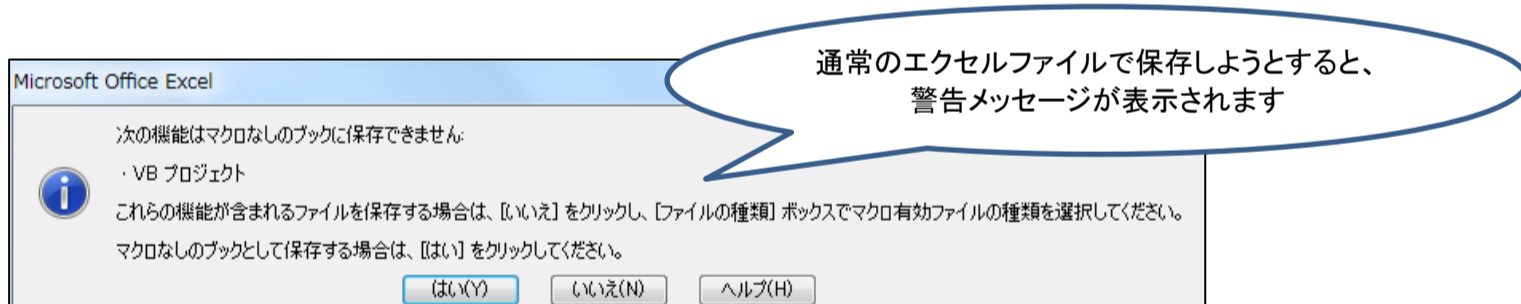 通常のエクセルファイルで保存しようとすると、
警告メッセージが表示されます
Microsoft Office Excel
次の機能はマクロなしのブックに保存できません:
・VB プロジェクト
これらの機能が含まれるファイルを保存する場合は、[いいえ] をクリックし、[ファイルの種類] ボックスでマクロ有効ファイルの種類を選択してください。
マクロなしのブックとして保存する場合は、[はい] をクリックしてください。
はい(Y) いいえ(N) ヘルプ(H)